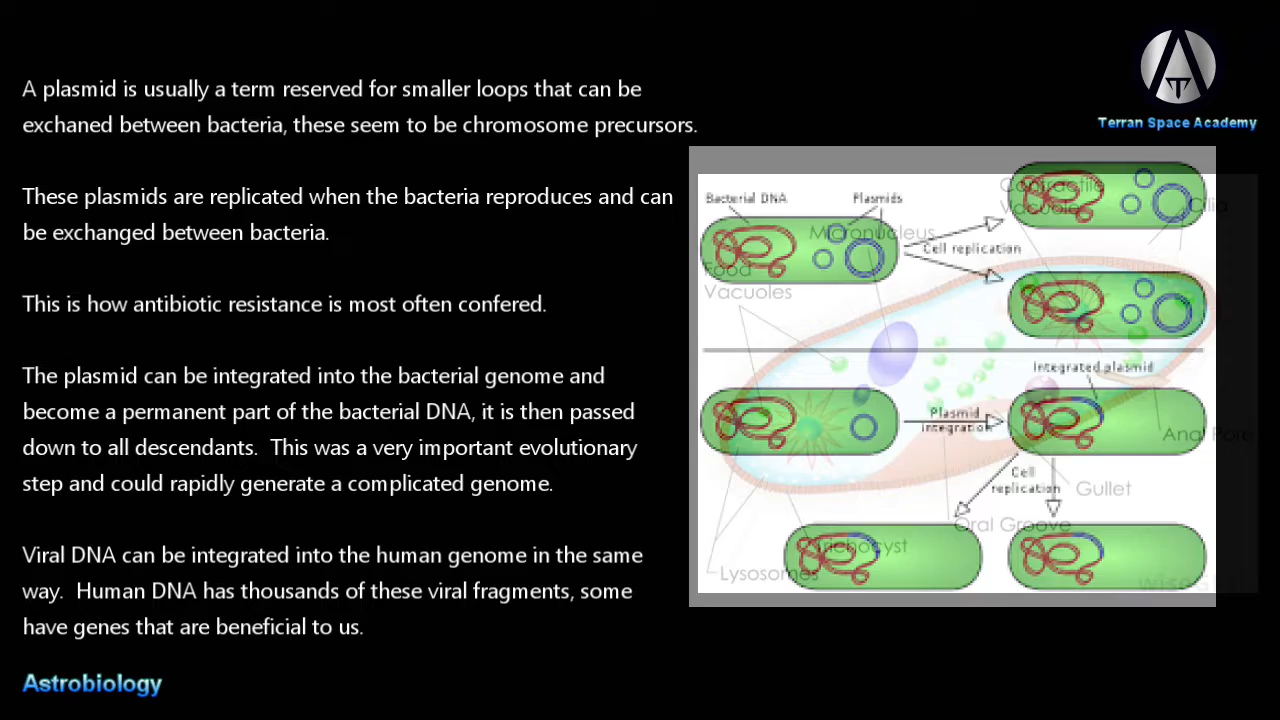 A plasmid is usually a term reserved for smaller loops that can be
exchaned between bacteria, these seem to be chromosome precursors.
These plasmids are replicated when the bacteria reproduces and can
be exchanged between bacteria.
This is how antibiotic resistance is most often confered.
The plasmid can be integrated into the bacterial genome and
become a permanent part of the bacterial DNA, it is then passed
down to all descendants. This was a very important evolutionary
step and could rapidly generate a complicated genome.
Viral DNA can be integrated into the human genome in the same
way. Human DNA has thousands of these viral fragments, some
have genes that are beneficial to us.
Astrobiology
Terran Space Academy
Bacterial DNA
Plasmids
Cell replication
Integrated plasmid
Plasmid
integration
Cell
replication
Contractile
Vacuole
Cilia
Micronucleus
Food
Vacuoles
Anal Pore
Gullet
Oral Groove
Trichocyst
Lysosomes